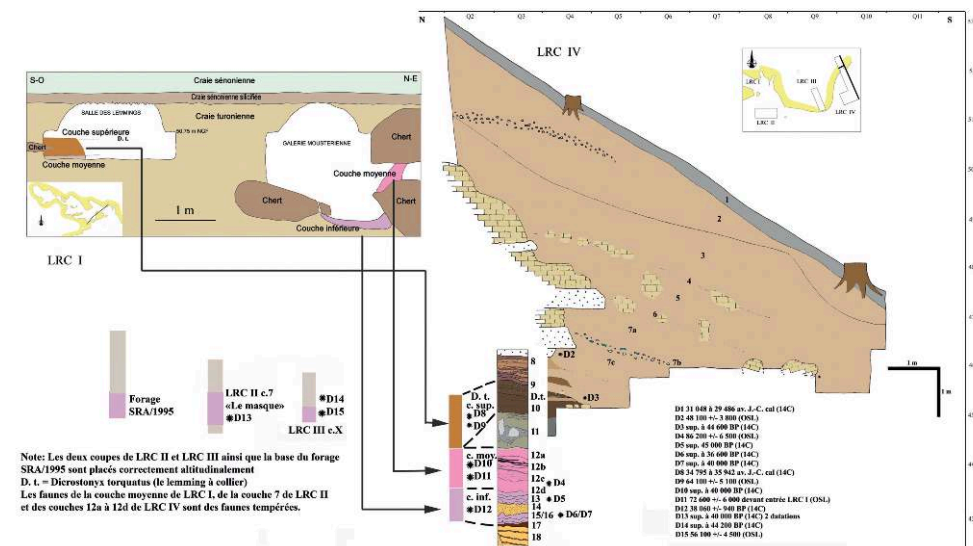 S-O
N-E
Craie sénonienne
Craie sénonienne silicifiée
SALLE DES LEMMINGS
Craie turonienne
Couche supérieure
D. t.
50,75 m NGF
GALERIE MOUSTERIENNE
Chert
Chert
Couche moyenne
Couche moyenne
Chert
Chert
1 m
Couche inférieure
LRC I
N
Q2
Q3
Q4
Q5
Q6
Q7
Q8
Q9
Q10
Q11
S
LRC IV
LRC I
LRC II
LRC III
LRC IV
1
2
3
4
5
6
7a
7b
7c
D2
D3
8
9
D.t.
10
11
12a
12b
12c
12d
13
14
15/16
17
18
D4
D5
D6/D7
D. t.
c. sup.
D8
D9
c. moy.
D10
D11
c. inf.
D12
1 m
1 m
Forage
SRA/1995
LRC II c.7
«Le masque»
D13
D14
D15
LRC III c.X
Note: Les deux coupes de LRC II et LRC III ainsi que la base du forage
SRA/1995 sont placés correctement altitudinalement
D. t. = Dicrostonyx torquatus (le lemming à collier)
Les faunes de la couche moyenne de LRC I, de la couche 7 de LRC II
et des couches 12a à 12d de LRC IV sont des faunes tempérées.
D1 31 048 à 29 486 av. J.-C. cal (14C)
D2 48 100 +/- 3 800 (OSL)
D3 sup. à 44 600 BP (14C)
D4 86 200 +/- 6 500 (OSL)
D5 sup. 45 000 BP (14C)
D6 sup. à 36 600 BP (14C)
D7 sup. à 40 000 BP (14C)
D8 34 795 à 35 942 av. J.-C. cal (14C)
D9 64 100 +/- 5 100 (OSL)
D10 sup. à 40 000 BP (14C)
D11 72 600 +/- 6 000 devant entrée LRC I (OSL)
D12 38 060 +/- 940 BP (14C)
D13 sup. à 40 000 BP (14C) 2 datations
D14 sup. à 44 200 BP (14C)
D15 56 100 +/- 4 500 (OSL)